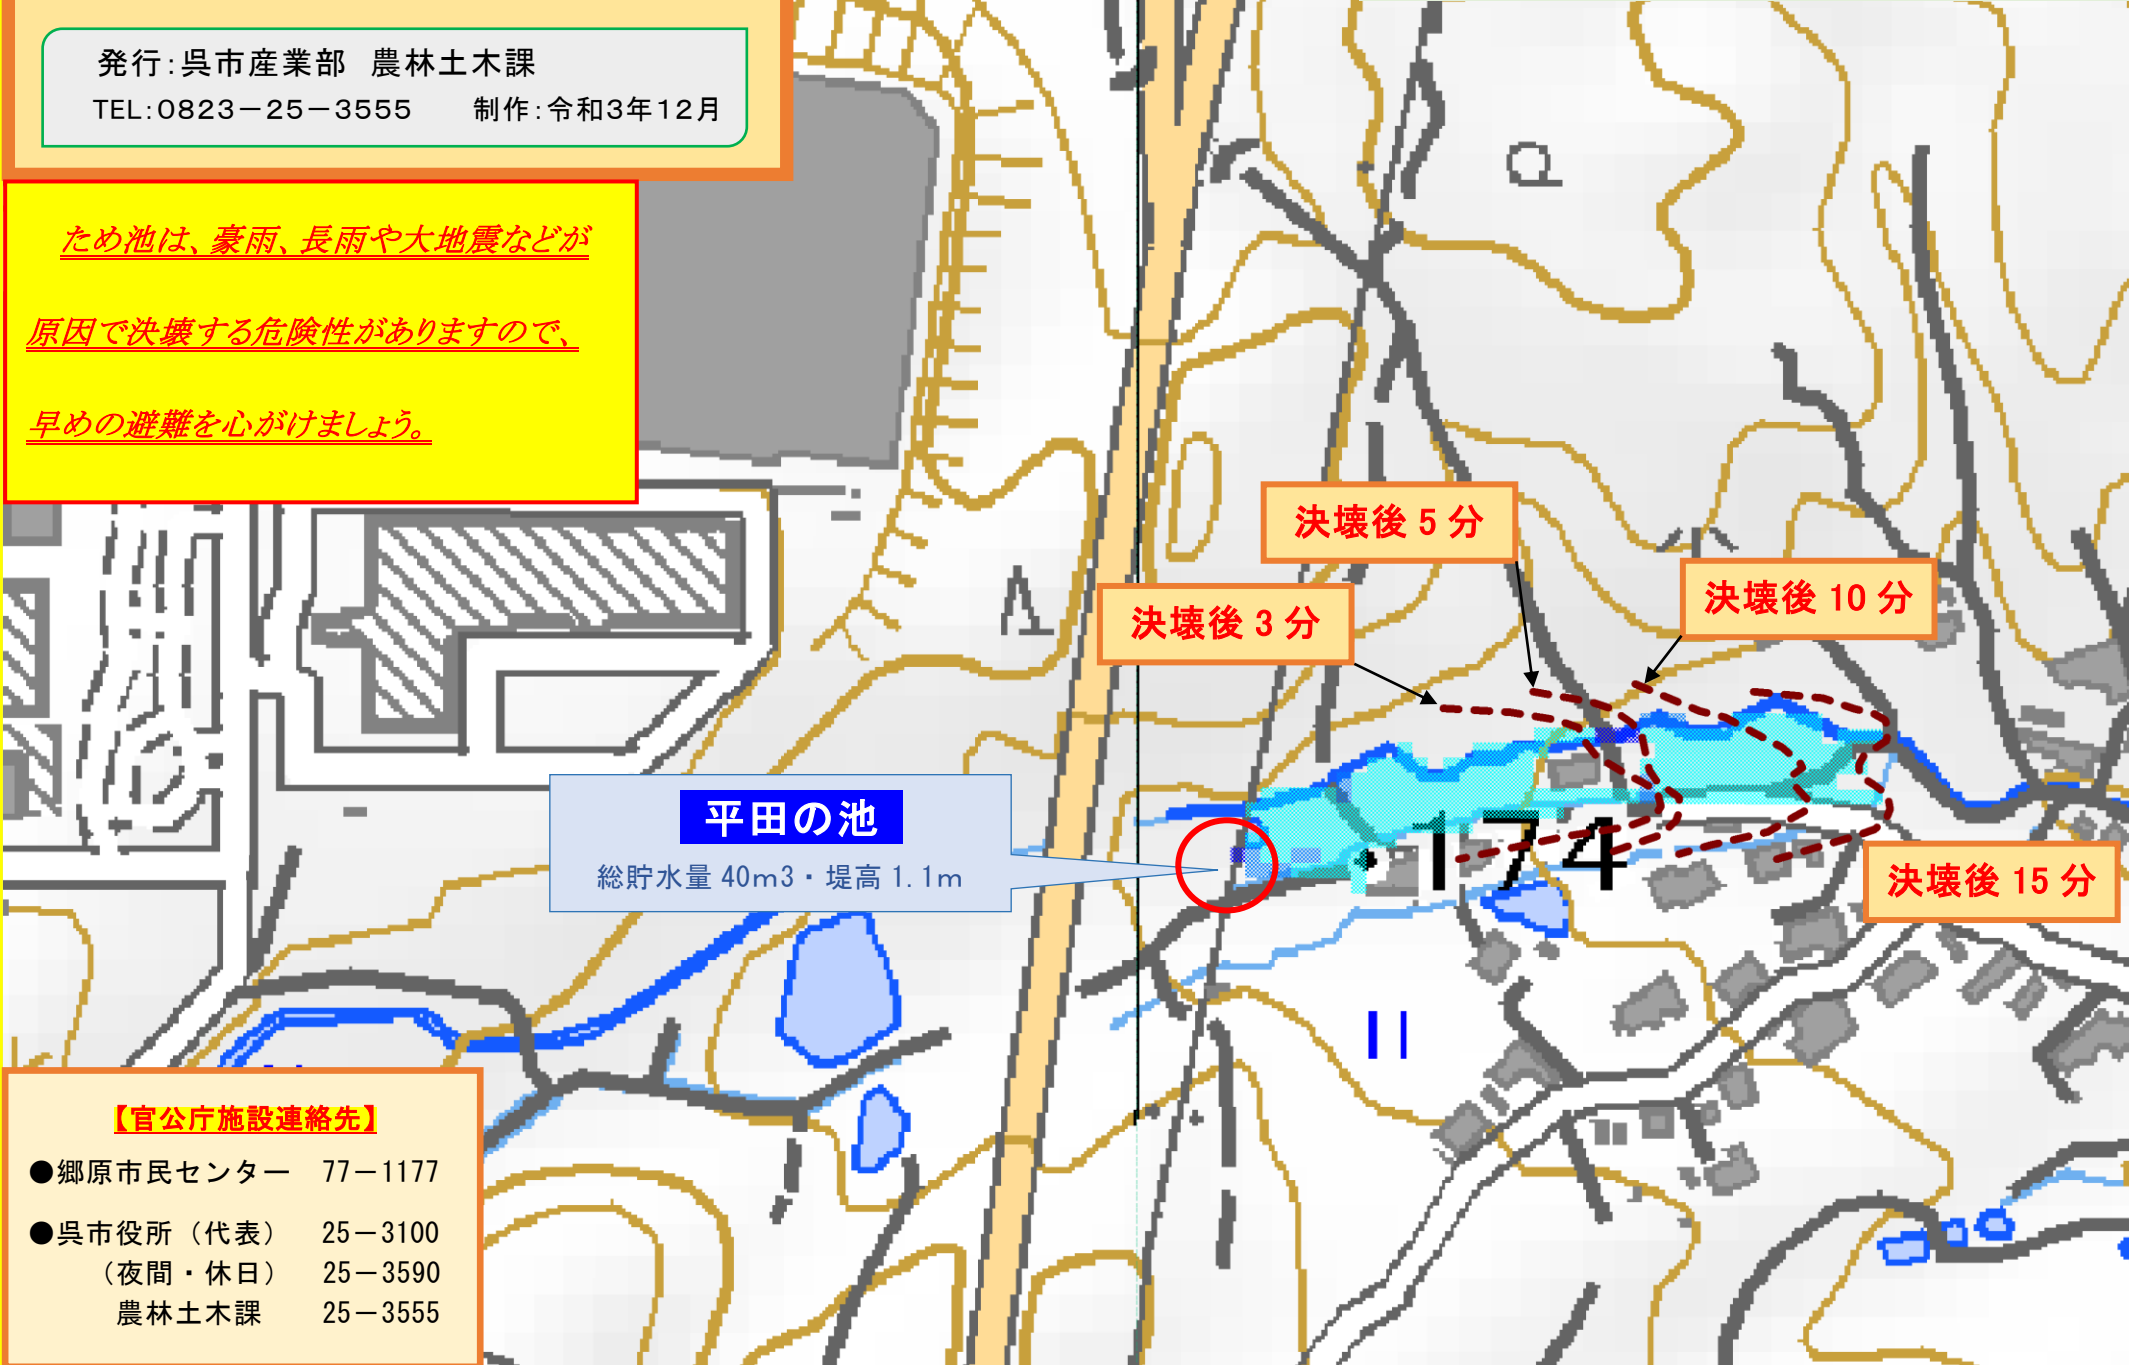 発行:呉市産業部　農林土木課
TEL:0823－25－3555　　制作:令和3年12月
ため池は、豪雨、長雨や大地震などが
原因で決壊する危険性がありますので、
早めの避難を心がけましょう。
決壊後 5 分
決壊後 10 分
決壊後 3 分
平田の池
総貯水量 40m3・堤高 1.1m
174
決壊後 15 分
【官公庁施設連絡先】
●郷原市民センター　77－1177
●呉市役所（代表）　25－3100
（夜間・休日）　25－3590
農林土木課　　25－3555